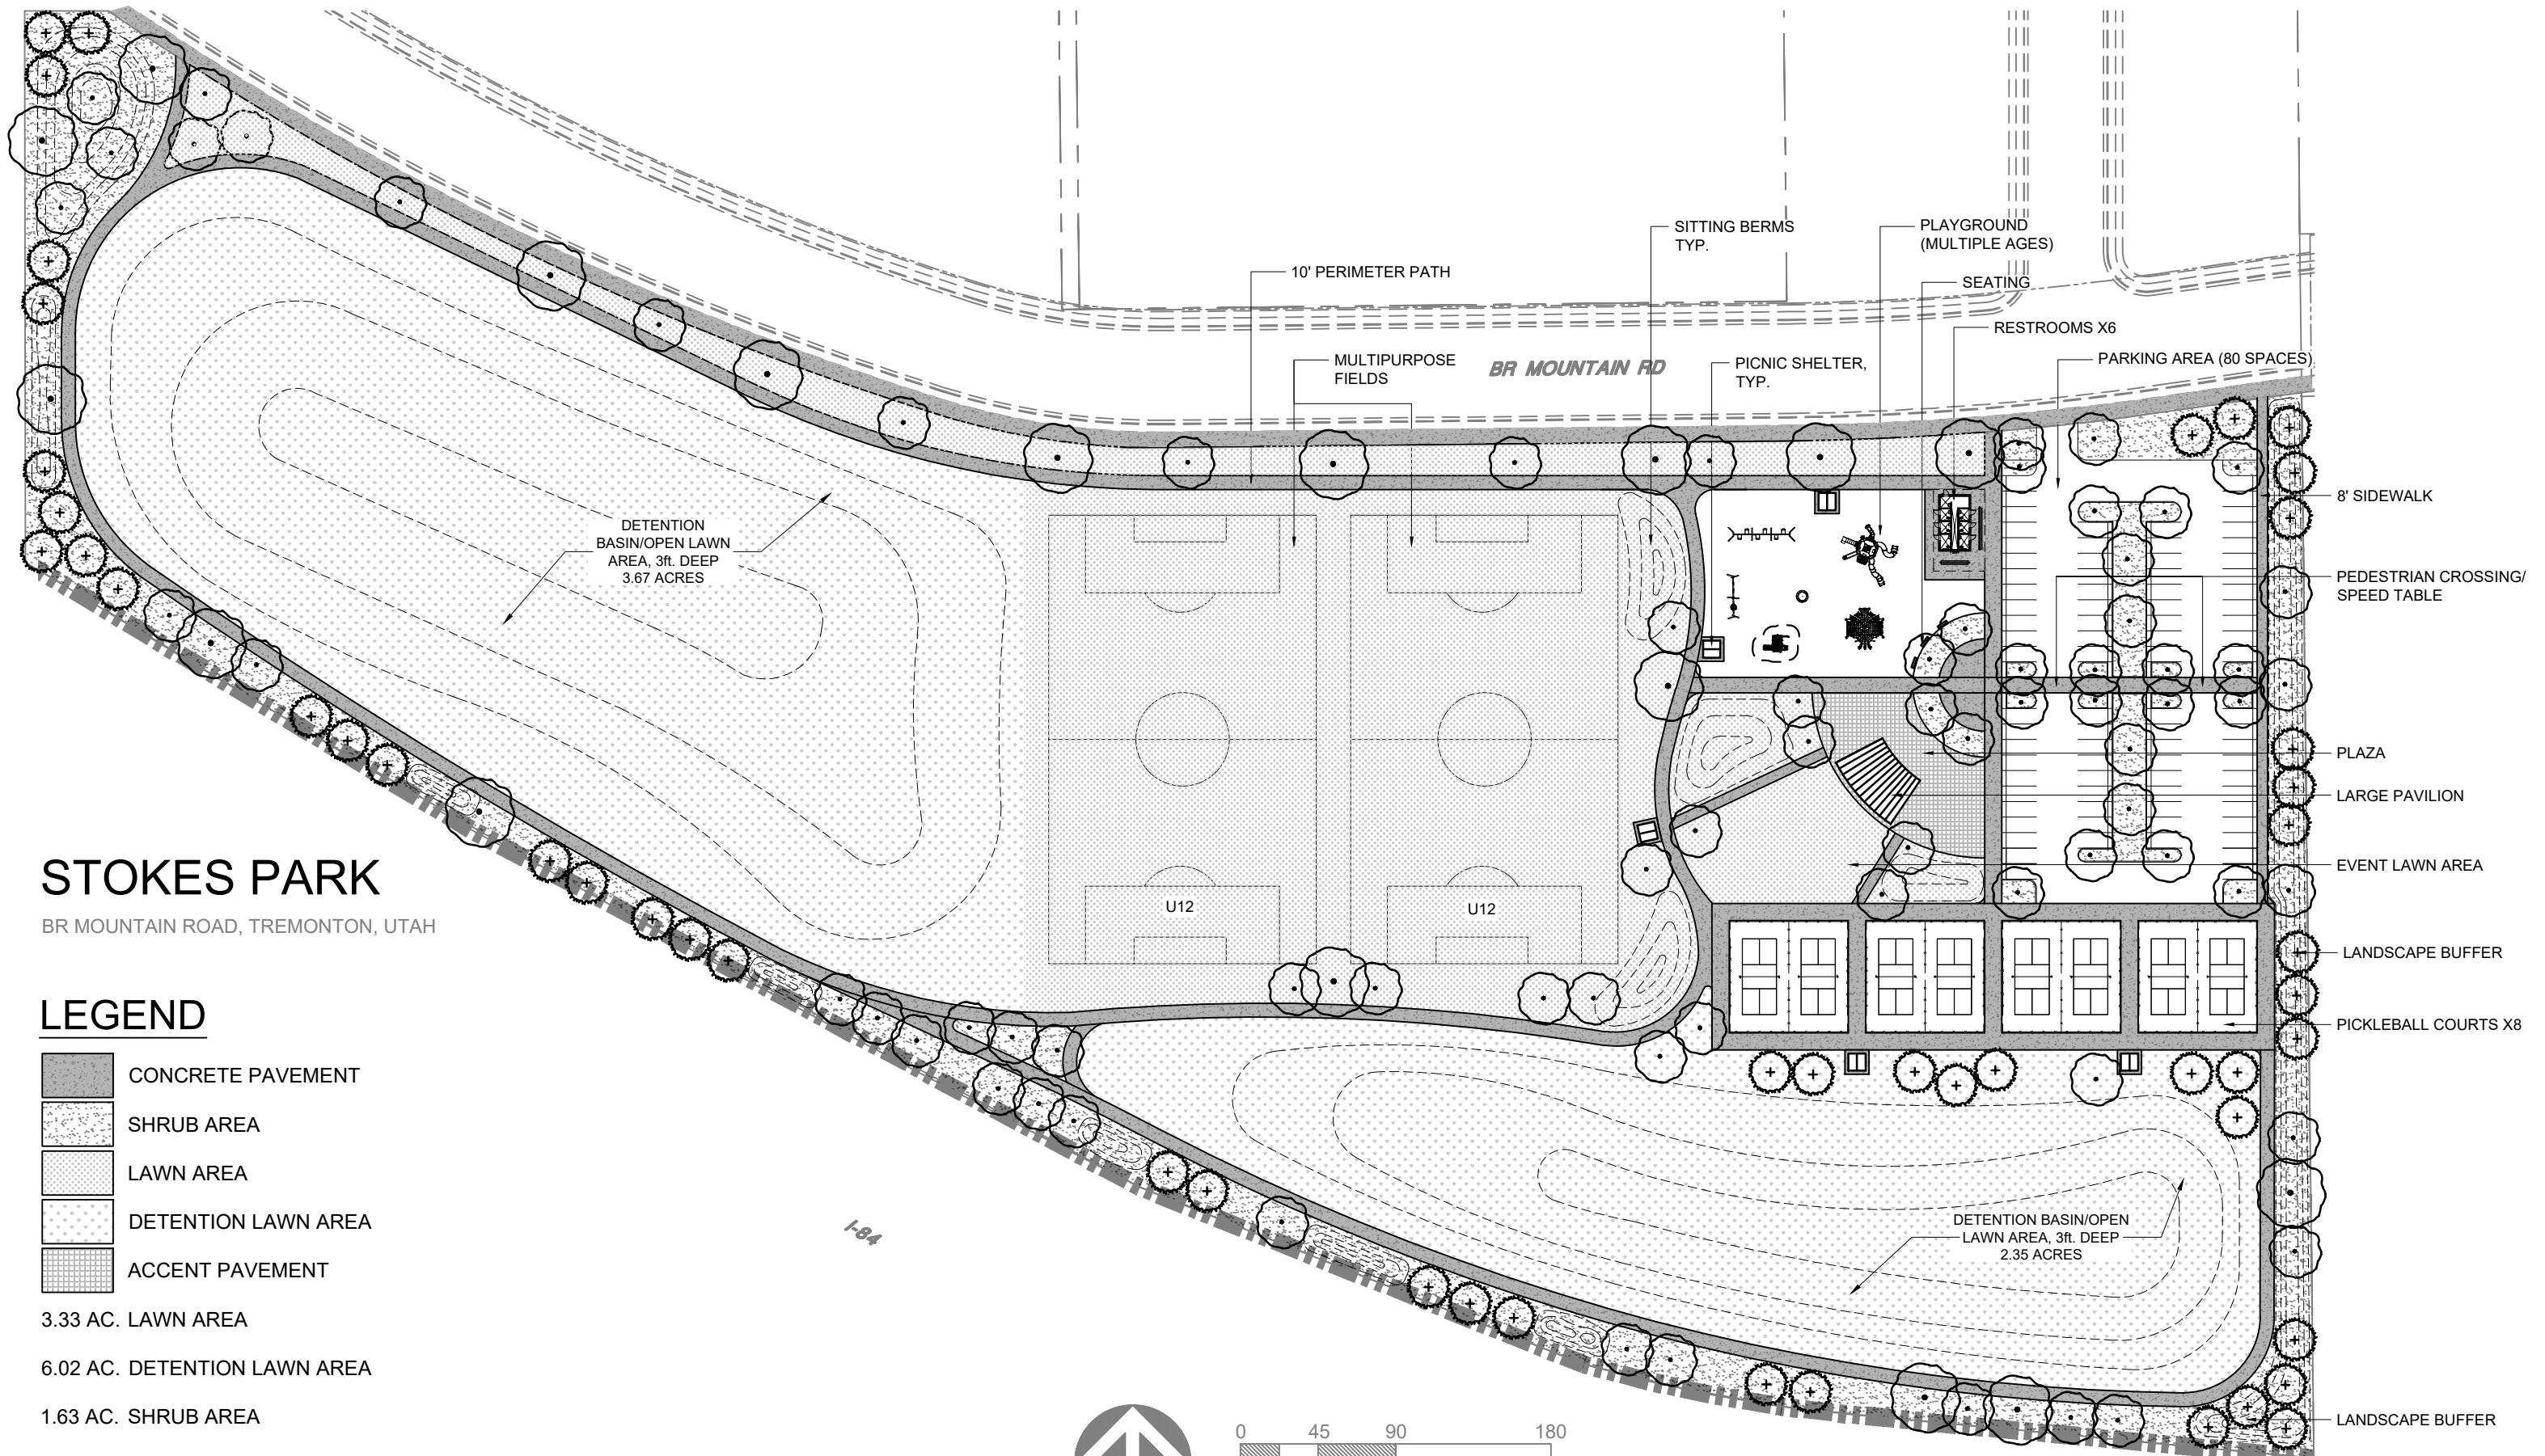 SITTING BERMS
TYP.
PLAYGROUND
(MULTIPLE AGES)
10' PERIMETER PATH
SEATING
RESTROOMS X6
MULTIPURPOSE
FIELDS
BR MOUNTAIN RD
PICNIC SHELTER,
TYP.
PARKING AREA (80 SPACES)
8' SIDEWALK
DETENTION
BASIN/OPEN LAWN
AREA, 3ft. DEEP
3.67 ACRES
PEDESTRIAN CROSSING/
SPEED TABLE
PLAZA
LARGE PAVILION
EVENT LAWN AREA
U12
U12
LANDSCAPE BUFFER
PICKLEBALL COURTS X8
STOKES PARK
BR MOUNTAIN ROAD, TREMONTON, UTAH
LEGEND
CONCRETE PAVEMENT
SHRUB AREA
LAWN AREA
DETENTION LAWN AREA
ACCENT PAVEMENT
3.33 AC. LAWN AREA
6.02 AC. DETENTION LAWN AREA
1.63 AC. SHRUB AREA
I-84
DETENTION BASIN/OPEN
LAWN AREA, 3ft. DEEP
2.35 ACRES
LANDSCAPE BUFFER
0 45 90 180